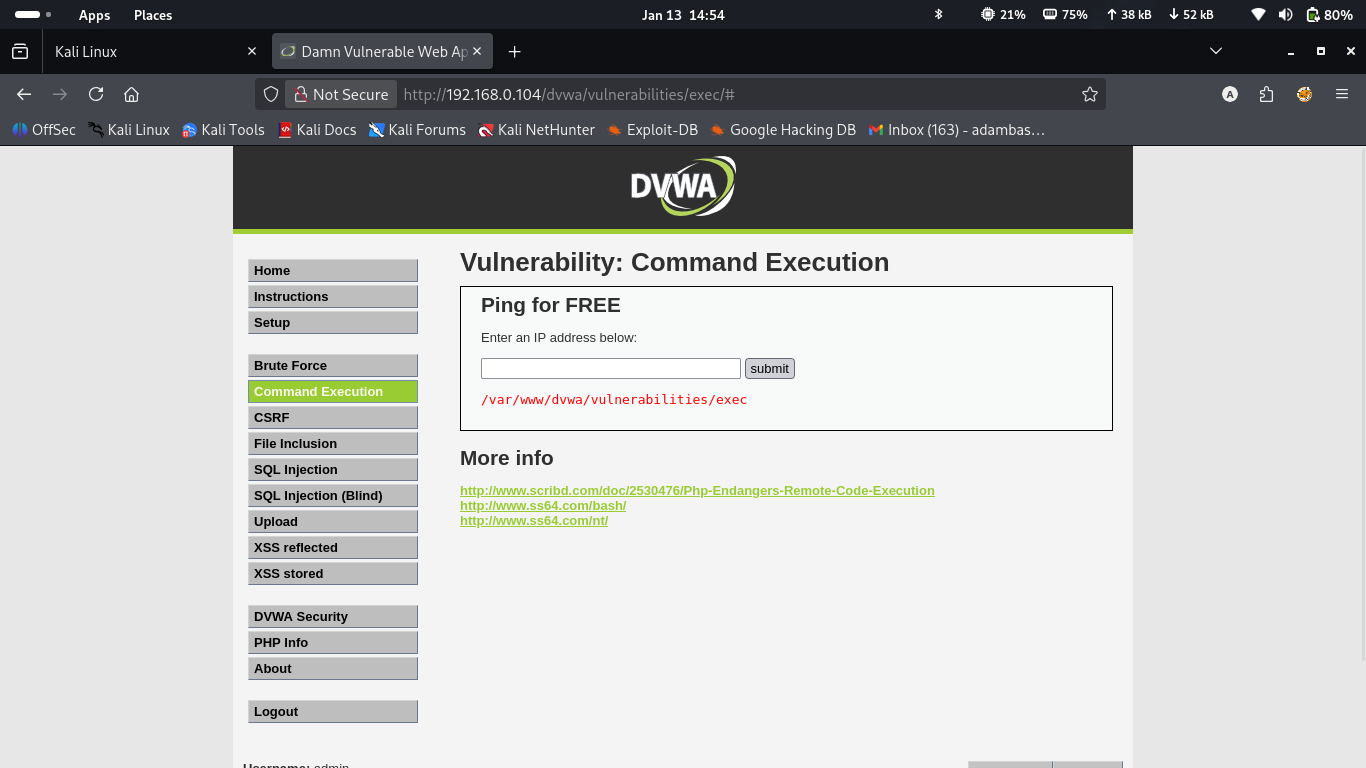 Apps Places Jan 13 14:54 21% 75% 38 kB 52 kB 80%
Kali Linux Damn Vulnerable Web Ap
Not Secure http://192.168.0.104/dvwa/vulnerabilities/exec/# A
OffSec Kali Linux Kali Tools Kali Docs Kali Forums Kali NetHunter Exploit-DB Google Hacking DB Inbox (163) - adambas…
DVWA
Home
Instructions
Setup
Brute Force
Command Execution
CSRF
File Inclusion
SQL Injection
SQL Injection (Blind)
Upload
XSS reflected
XSS stored
DVWA Security
PHP Info
About
Logout
Vulnerability: Command Execution
Ping for FREE
Enter an IP address below:
submit
/var/www/dvwa/vulnerabilities/exec
More info
http://www.scribd.com/doc/2530476/Php-Endangers-Remote-Code-Execution
http://www.ss64.com/bash/
http://www.ss64.com/nt/
Username: admin